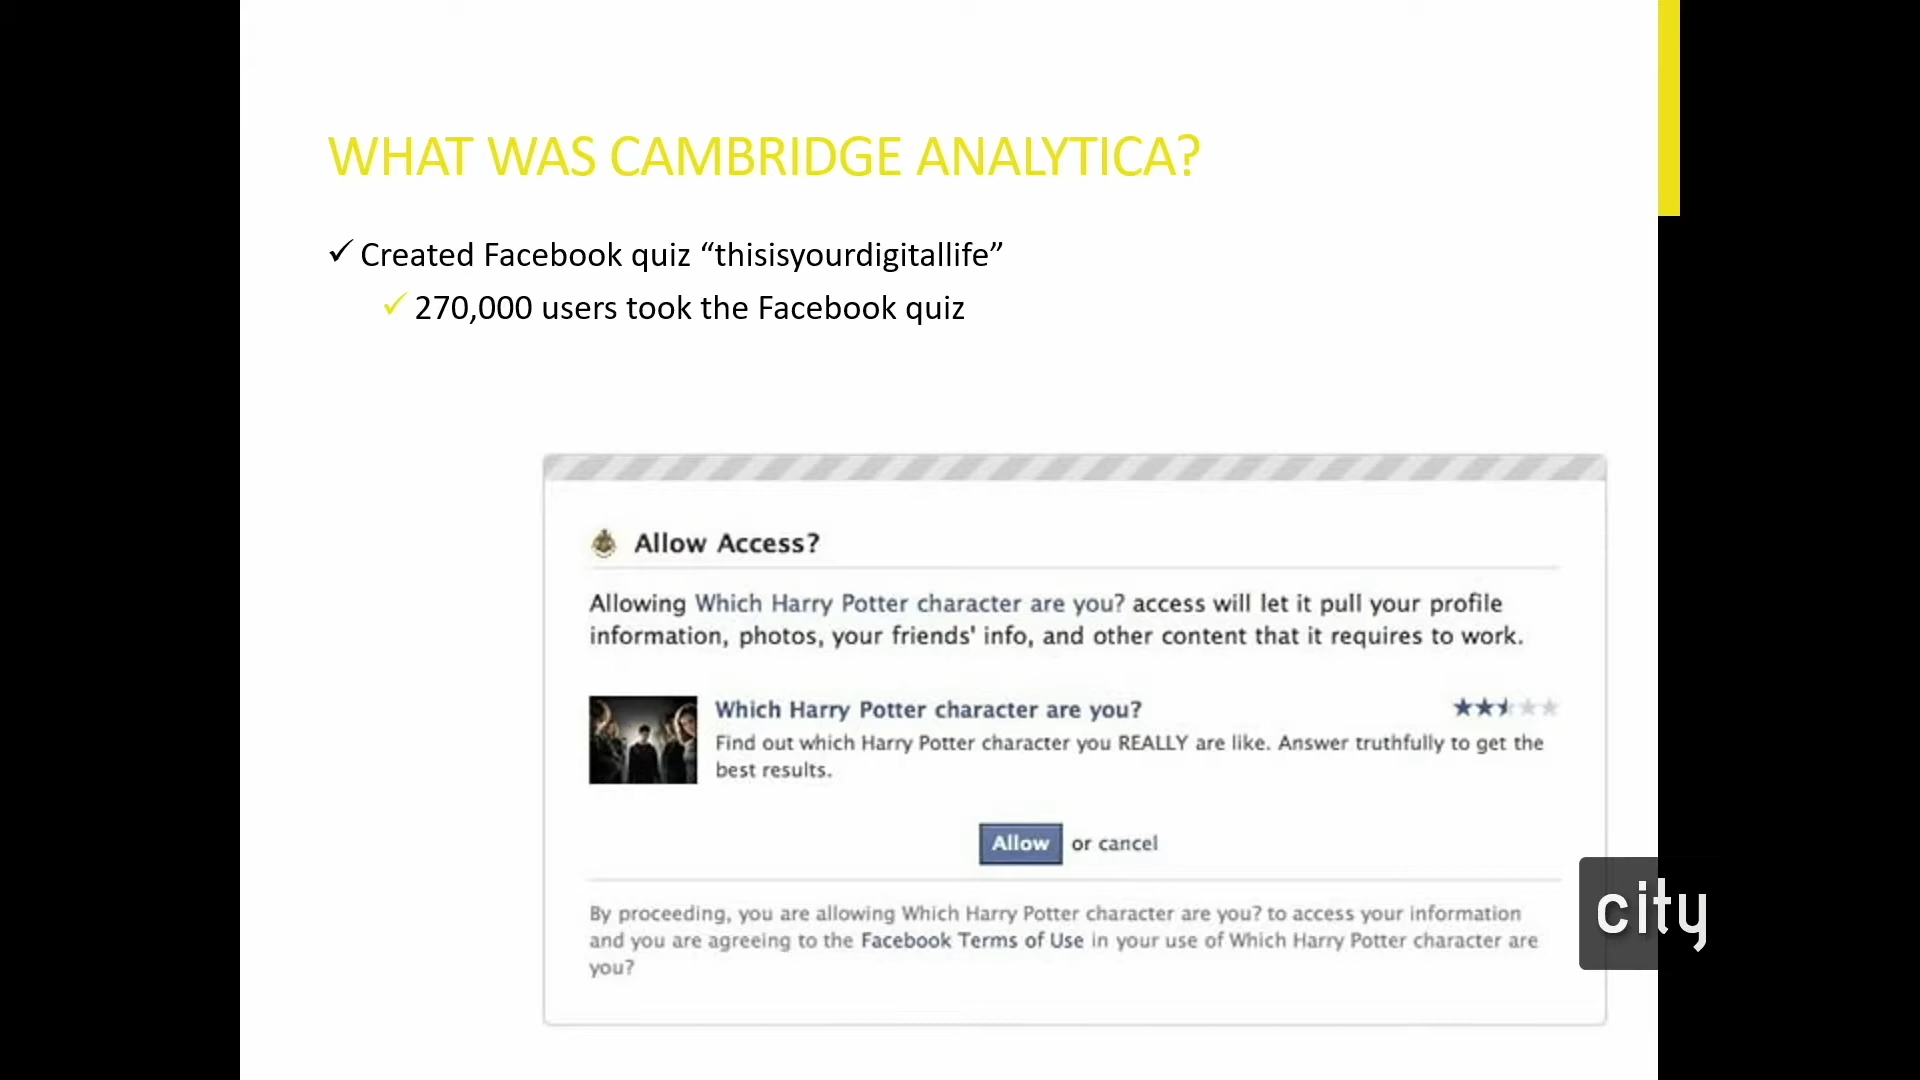 WHAT WAS CAMBRIDGE ANALYTICA?
✓ Created Facebook quiz “thisisyourdigitallife”
✓ 270,000 users took the Facebook quiz
Allow Access?
Allowing Which Harry Potter character are you? access will let it pull your profile
information, photos, your friends' info, and other content that it requires to work.
Which Harry Potter character are you?
Find out which Harry Potter character you REALLY are like. Answer truthfully to get the
best results.
Allow or cancel
By proceeding, you are allowing Which Harry Potter character are you? to access your information
and you are agreeing to the Facebook Terms of Use in your use of Which Harry Potter character are
you?
city